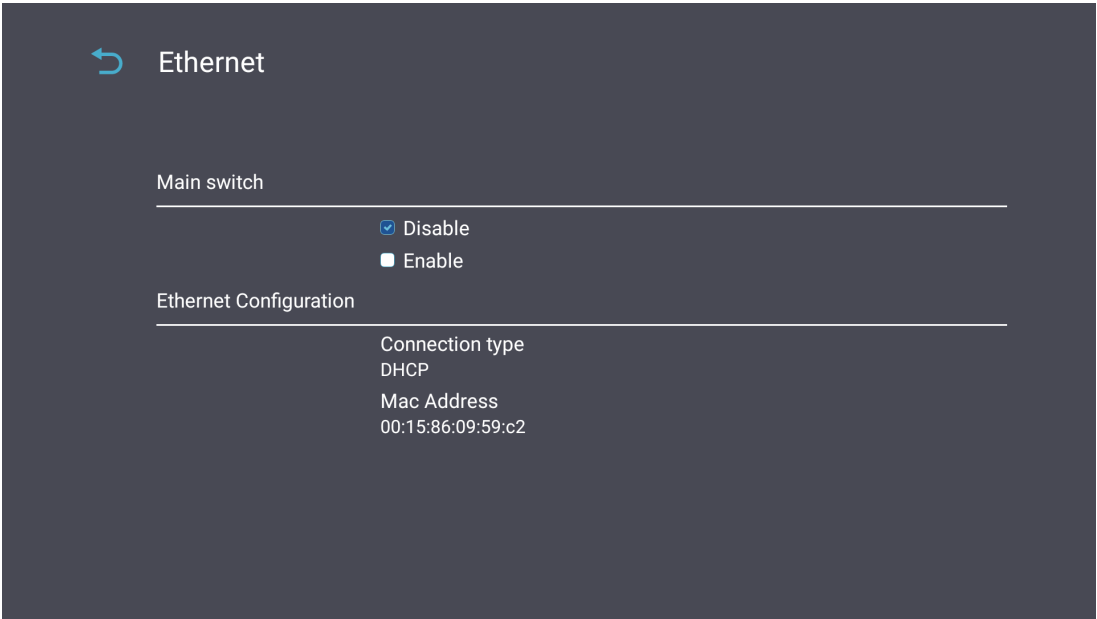 Ethernet
Main switch
Disable
Enable
Ethernet Configuration
Connection type
DHCP
Mac Address
00:15:86:09:59:c2